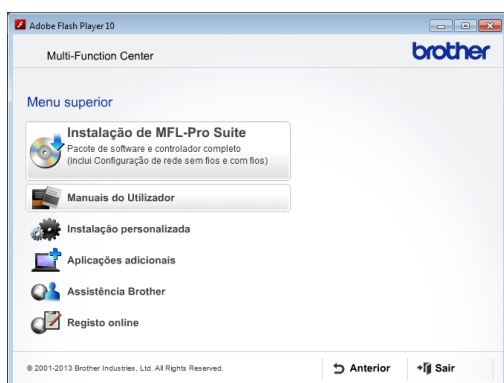 Adobe Flash Player 10
Multi-Function Center
brother
Menu superior
Instalação de MFL-Pro Suite
Pacote de software e controlador completo
(inclui Configuração de rede sem fios e com fios)
Manuais do Utilizador
Instalação personalizada
Aplicações adicionais
Assistência Brother
Registo online
© 2001-2013 Brother Industries, Ltd. All Rights Reserved.
Anterior
Sair